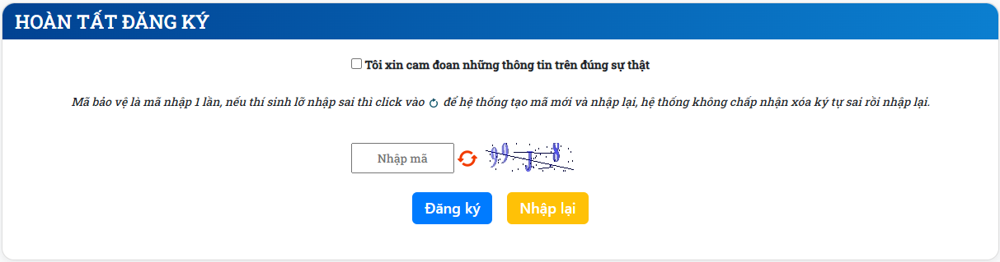 HOÀN TẤT ĐĂNG KÝ
Tôi xin cam đoan những thông tin trên đúng sự thật
Mã bảo vệ là mã nhập 1 lần, nếu thí sinh lỡ nhập sai thì click vào để hệ thống tạo mã mới và nhập lại, hệ thống không chấp nhận xóa ký tự sai rồi nhập lại.
Nhập mã
Đăng ký Nhập lại